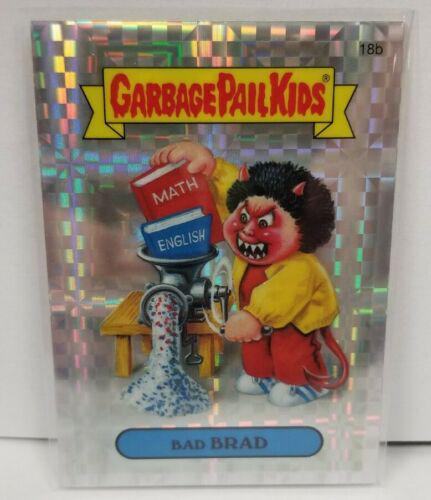 18b
GARBAGE PAIL KIDS®
MATH
ENGLISH
BAD BRAD